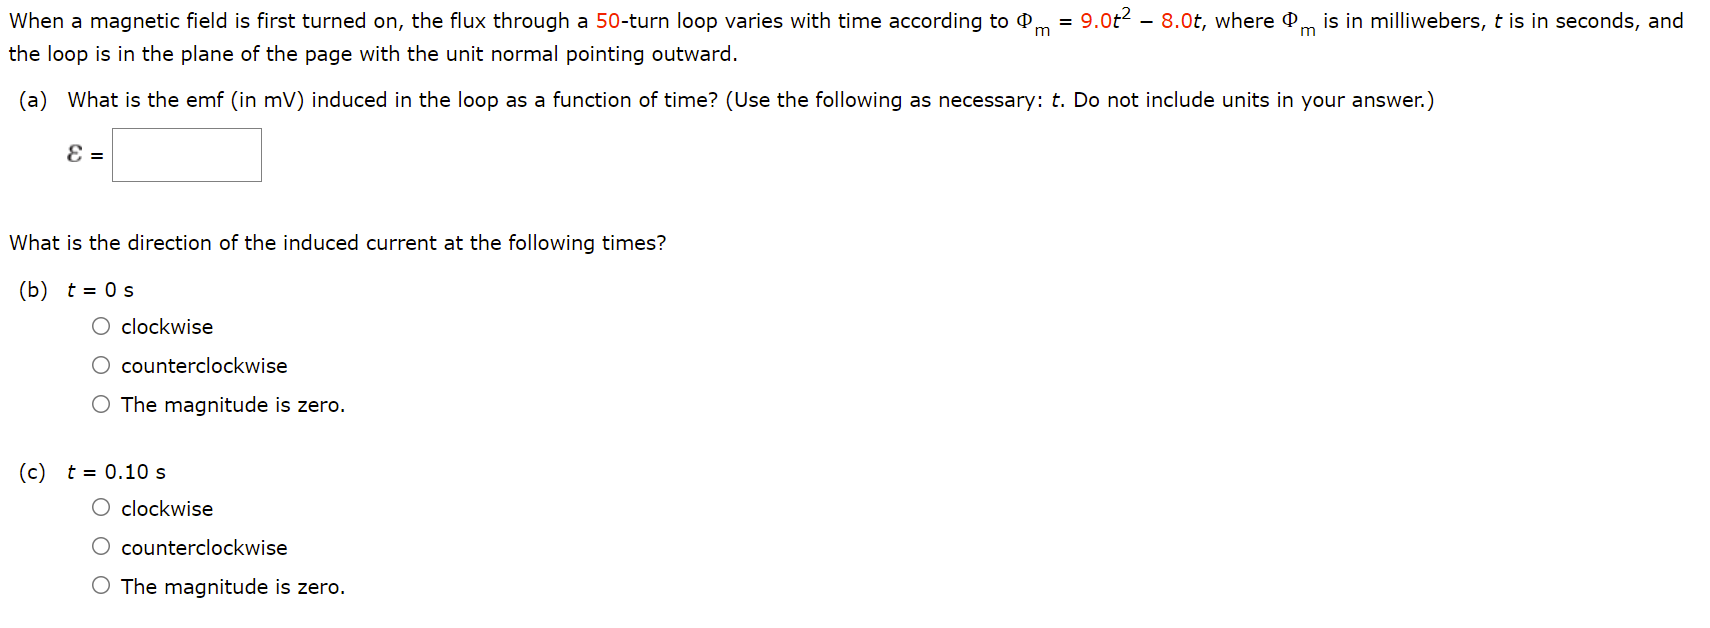 When a magnetic field is first turned on, the flux through a 50-turn loop varies with time according to Φm = 9.0t² − 8.0t, where Φm is in milliwebers, t is in seconds, and
the loop is in the plane of the page with the unit normal pointing outward.
(a) What is the emf (in mV) induced in the loop as a function of time? (Use the following as necessary: t. Do not include units in your answer.)
ℰ =
What is the direction of the induced current at the following times?
(b) t = 0 s
clockwise
counterclockwise
The magnitude is zero.
(c) t = 0.10 s
clockwise
counterclockwise
The magnitude is zero.